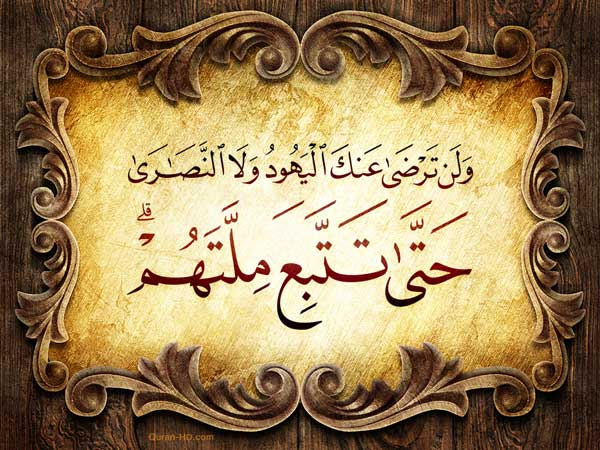 وَلَن تَرْضَىٰ عَنكَ ٱلْيَهُودُ وَلَا ٱلنَّصَـٰرَىٰ
حَتَّىٰ تَتَّبِعَ مِلَّتَهُمْ ۗ
Quran-HD.com